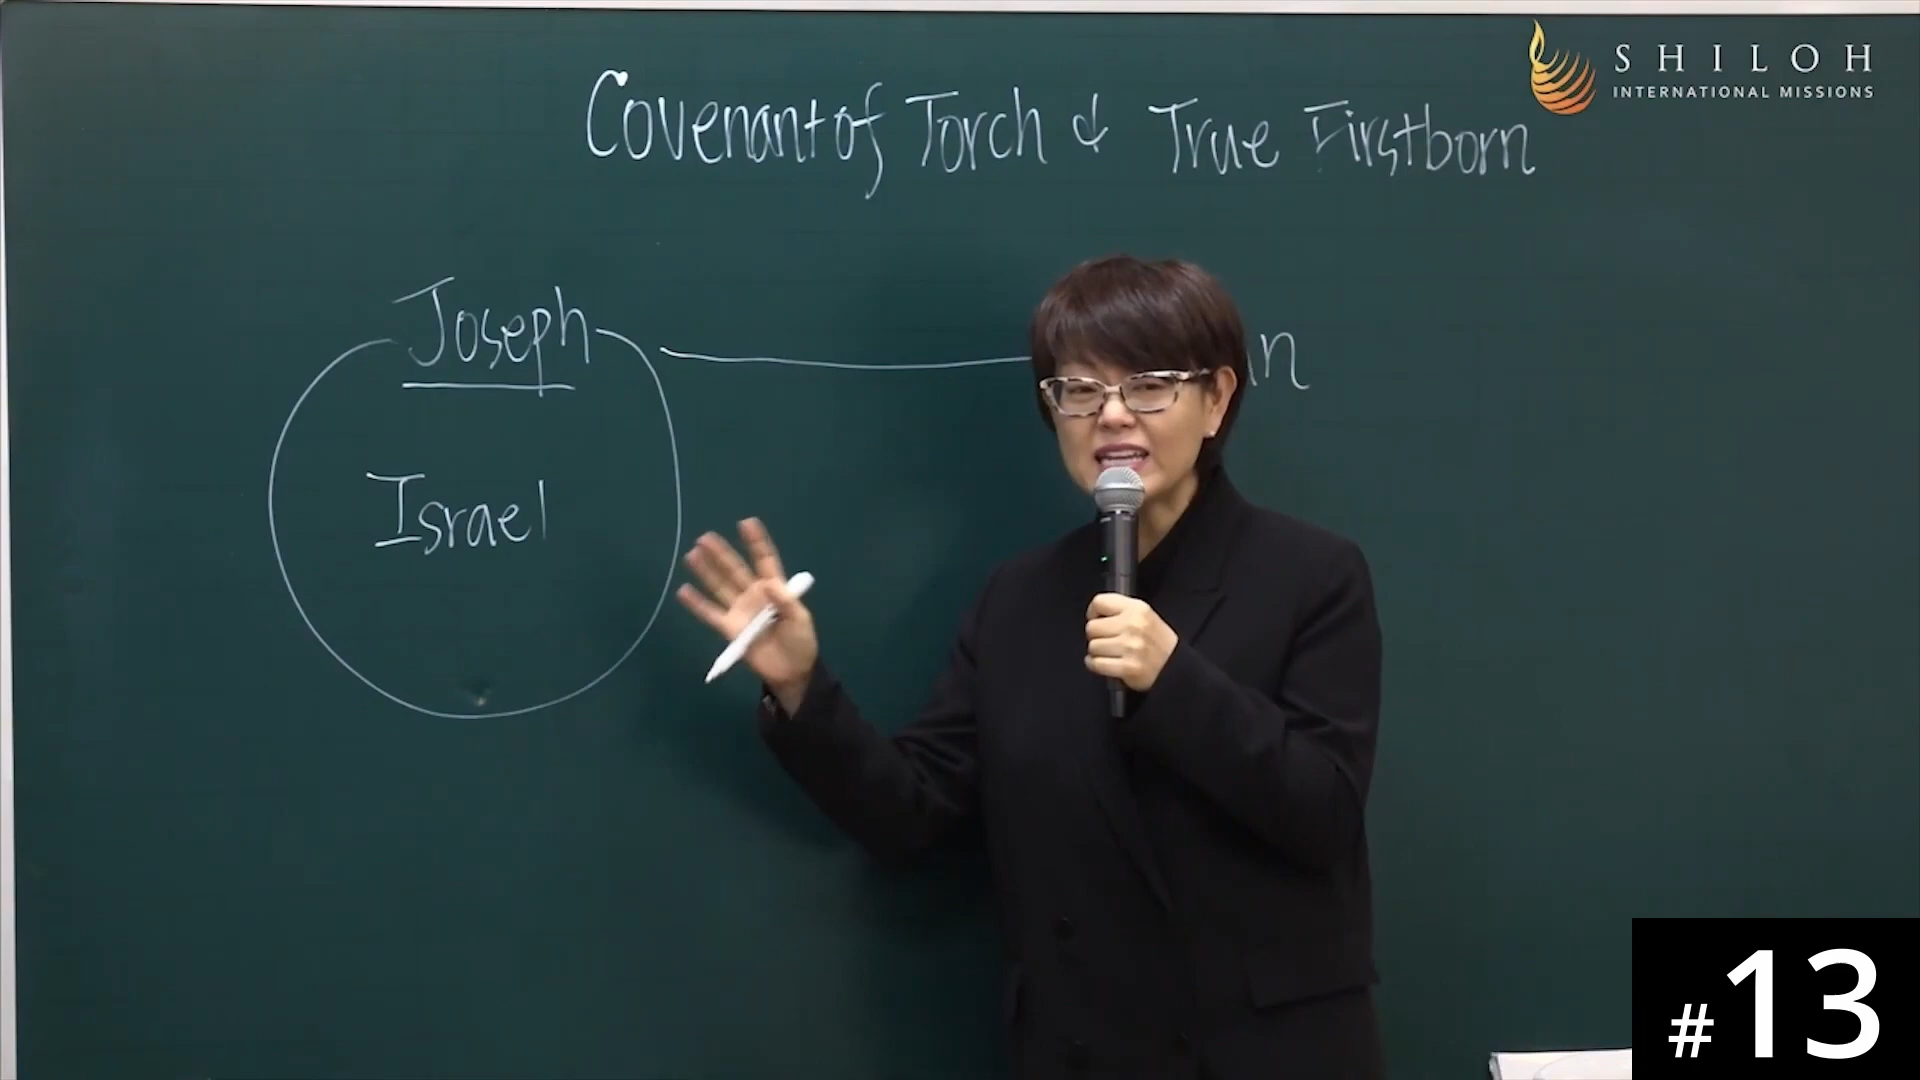 SHILOH
INTERNATIONAL MISSIONS
Covenant of Torch & True Firstborn
Joseph
Israel
#13